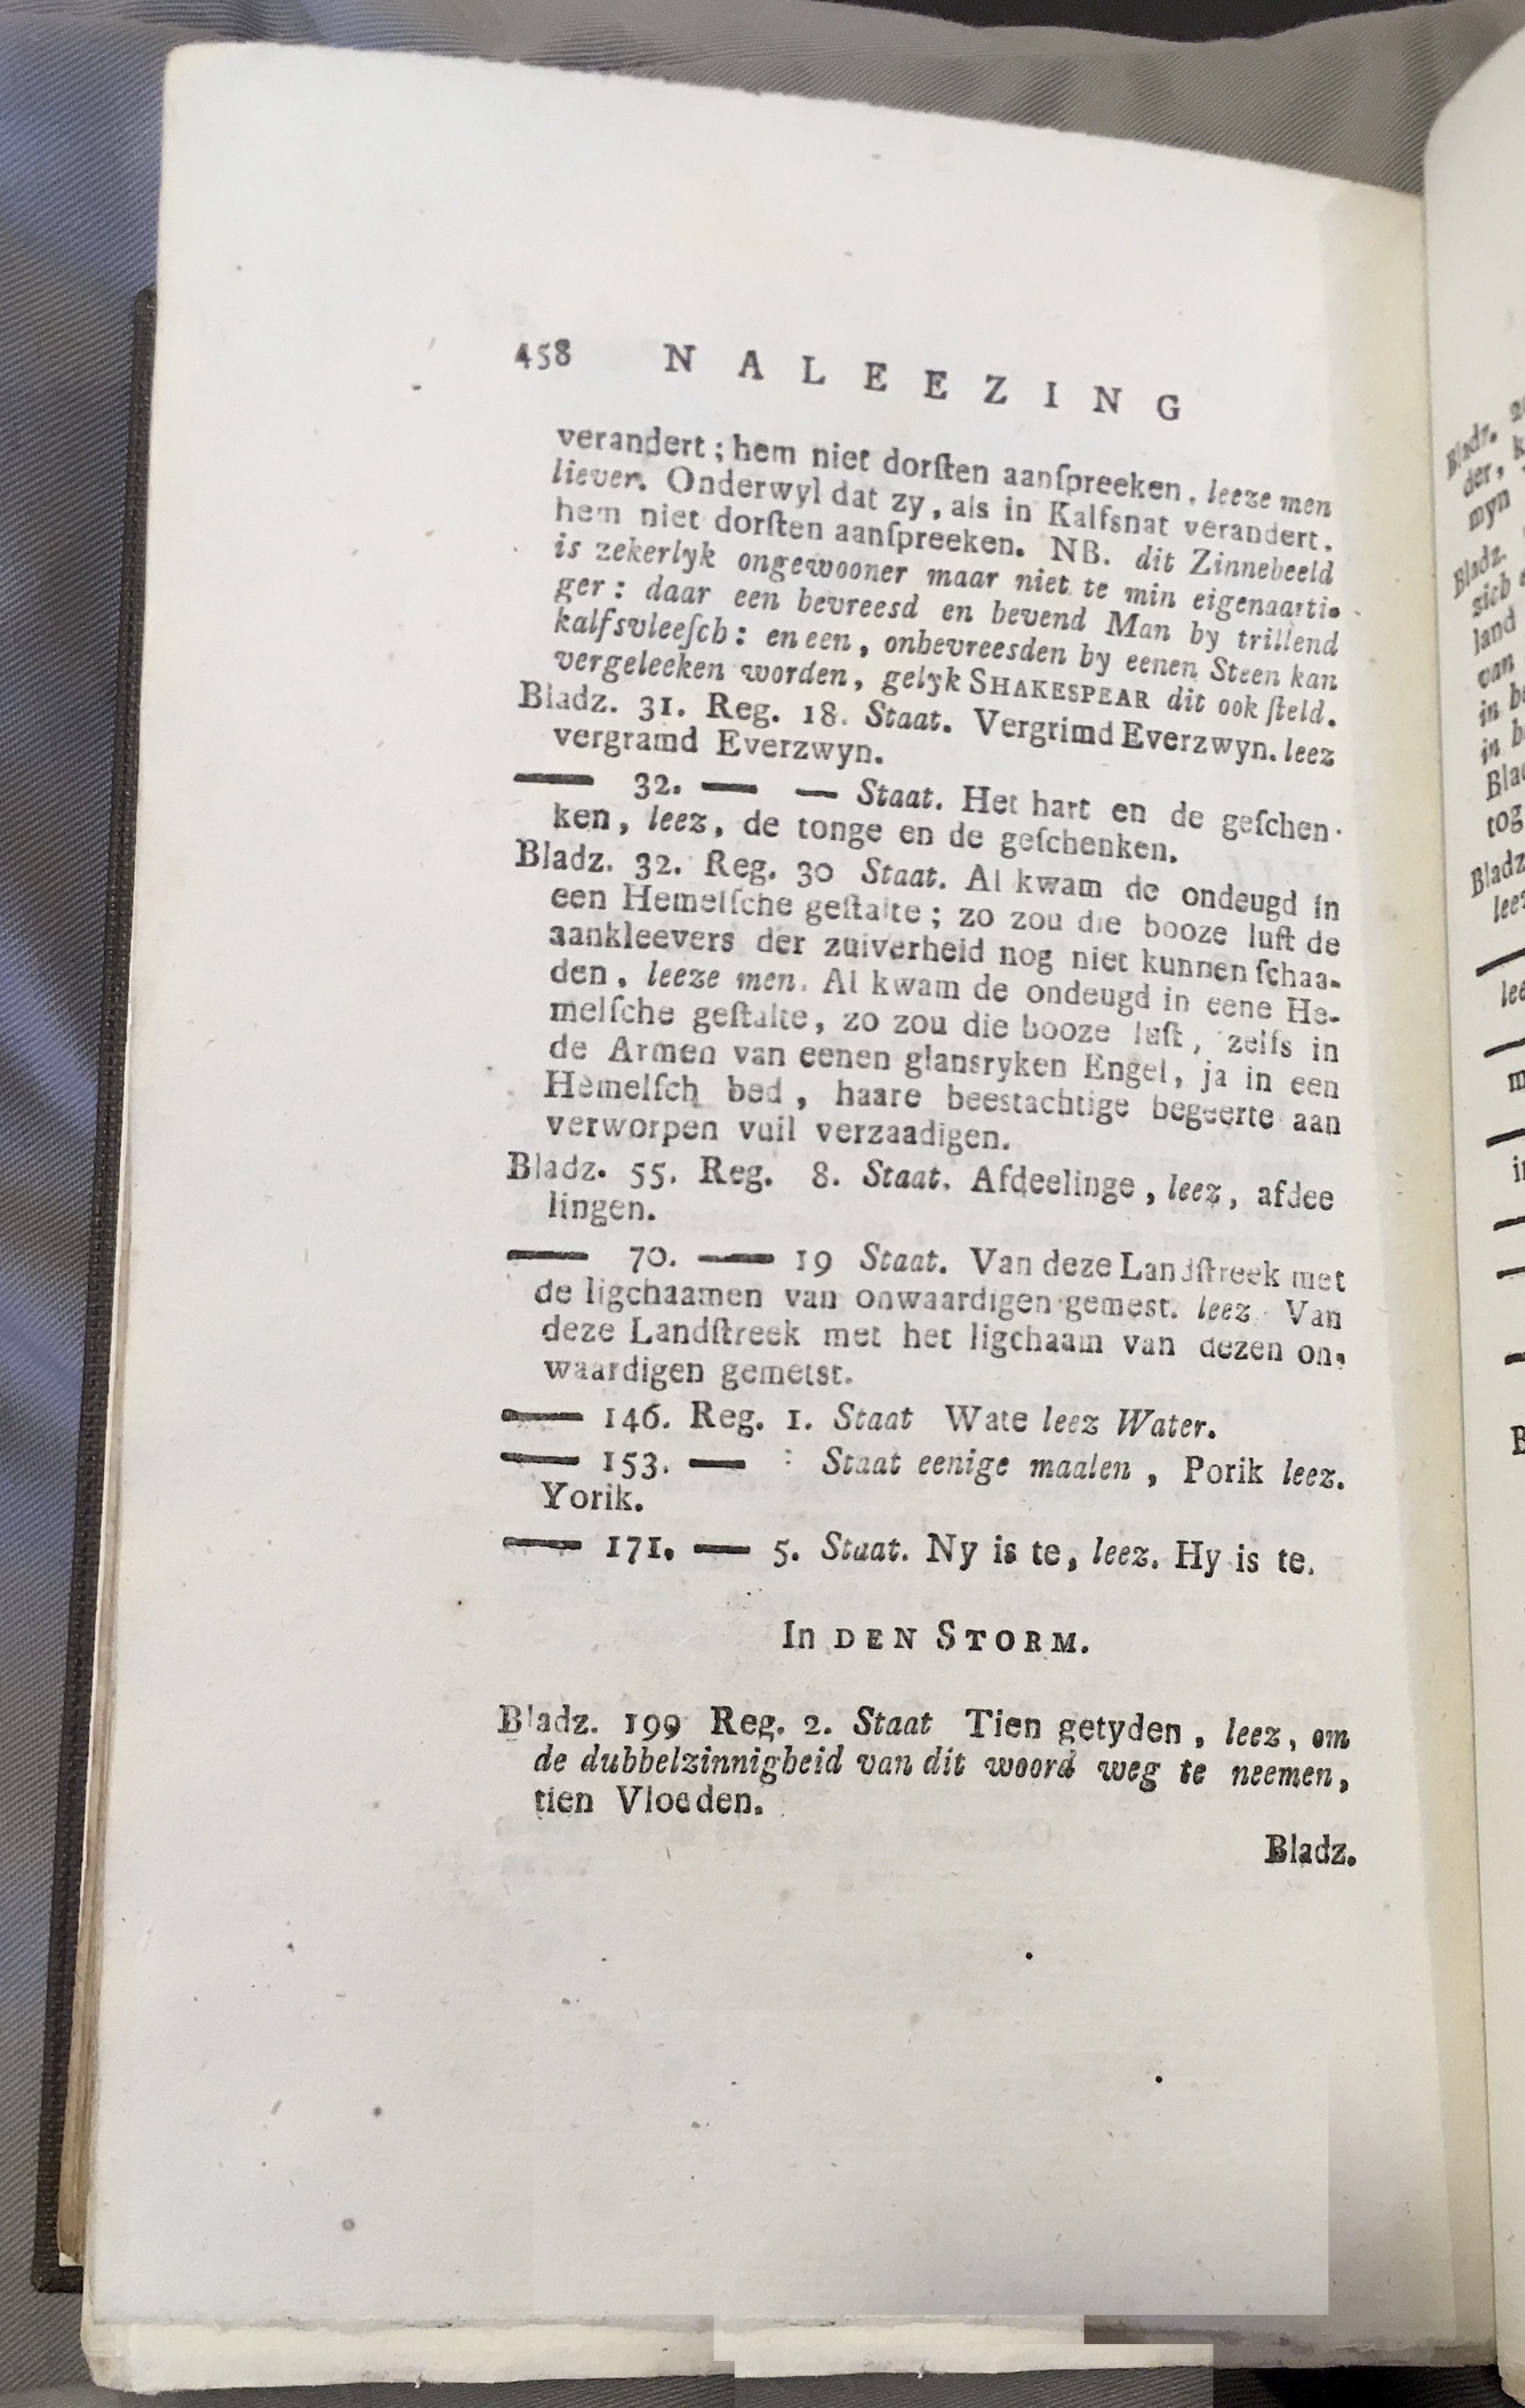 458 NALEEZING
verandert; hem niet dorſten aanſpreeken. leeze men
liever. Onderwyl dat zy, als in Kalfsnat verandert.
hem niet dorſten aanſpreeken. NB. dit Zinnebeeld
is zekerlyk ongewooner maar niet te min eigenaarti-
ger: daar een bevreesd en bevend Man by trillend
kalfsvleeſch: en een, onbevreesden by eenen Steen kan
vergeleeken worden, gelyk SHAKESPEAR dit ook ſteld.
Bladz. 31. Reg. 18. Staat. Vergrimd Everzwyn. leez
vergramd Everzwyn.
—— 32. — — Staat. Het hart en de geſchen-
ken, leez, de tonge en de geſchenken.
Bladz. 32. Reg. 30 Staat. Al kwam de ondeugd in
een Hemelſche geſtalte; zo zou die booze luſt de
aankleevers der zuiverheid nog niet kunnen ſchaa-
den, leeze men. Al kwam de ondeugd in eene He-
melſche geſtalte, zo zou die booze luſt, zelfs in
de Armen van eenen glansryken Engel, ja in een
Hemelſch bed, haare beestachtige begeerte aan
verworpen vuil verzaadigen.
Bladz. 55. Reg. 8. Staat. Afdeelinge, leez, afdee
lingen.
—— 70. —— 19 Staat. Van deze Landſtreek met
de ligchaamen van onwaardigen gemest. leez Van
deze Landſtreek met het ligchaam van dezen on,
waardigen gemetst.
—— 146. Reg. 1. Staat Wate leez Water.
—— 153. — : Staat eenige maalen, Porik leez.
Yorik.
—— 171. — 5. Staat. Ny is te, leez. Hy is te.
In DEN STORM.
Bladz. 199 Reg. 2. Staat Tien getyden, leez, om
de dubbelzinnigheid van dit woord weg te neemen,
tien Vloeden.
Bladz.